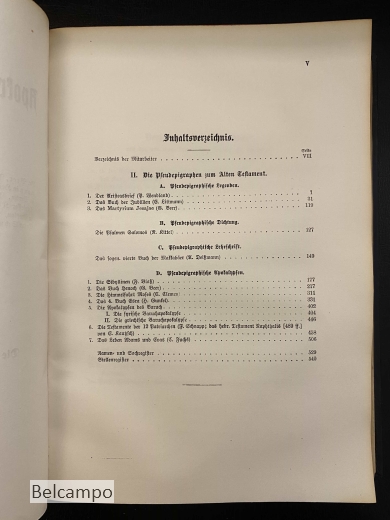 V
Inhaltsverzeichnis.
Seite
Verzeichnis der Mitarbeiter VII
II. Die Pseudepigraphen zum Alten Testament.
A. Pseudepigraphische Legenden.
1. Der Aristeasbrief (P. Wendland) 1
2. Das Buch der Jubiläen (E. Littmann) 31
3. Das Martyrium Jesajae (G. Beer) 119
B. Pseudepigraphische Dichtung.
Die Psalmen Salomos (R. Kittel) 127
C. Pseudepigraphische Lehrschrift.
Das sogen. vierte Buch der Makkabäer (A. Deißmann) 149
D. Pseudepigraphische Apokalypsen.
1. Die Sibyllinen (F. Blaß) 177
2. Das Buch Henoch (G. Beer) 217
3. Die Himmelfahrt Moses (C. Clemen) 311
4. Das 4. Buch Esra (H. Gunkel) 331
5. Die Apokalypsen des Baruch 402
I. Die syrische Baruchapokalypse 404
II. Die griechische Baruchapokalypse 446
6. Die Testamente der 12 Patriarchen (F. Schnapp; das hebr. Testament Naphthalis [489 ff.]
von E. Kautzsch) 458
7. Das Leben Adams und Evas (C. Fuchs) 506
Namen- und Sachregister 529
Stellenregister 540
Belcampo